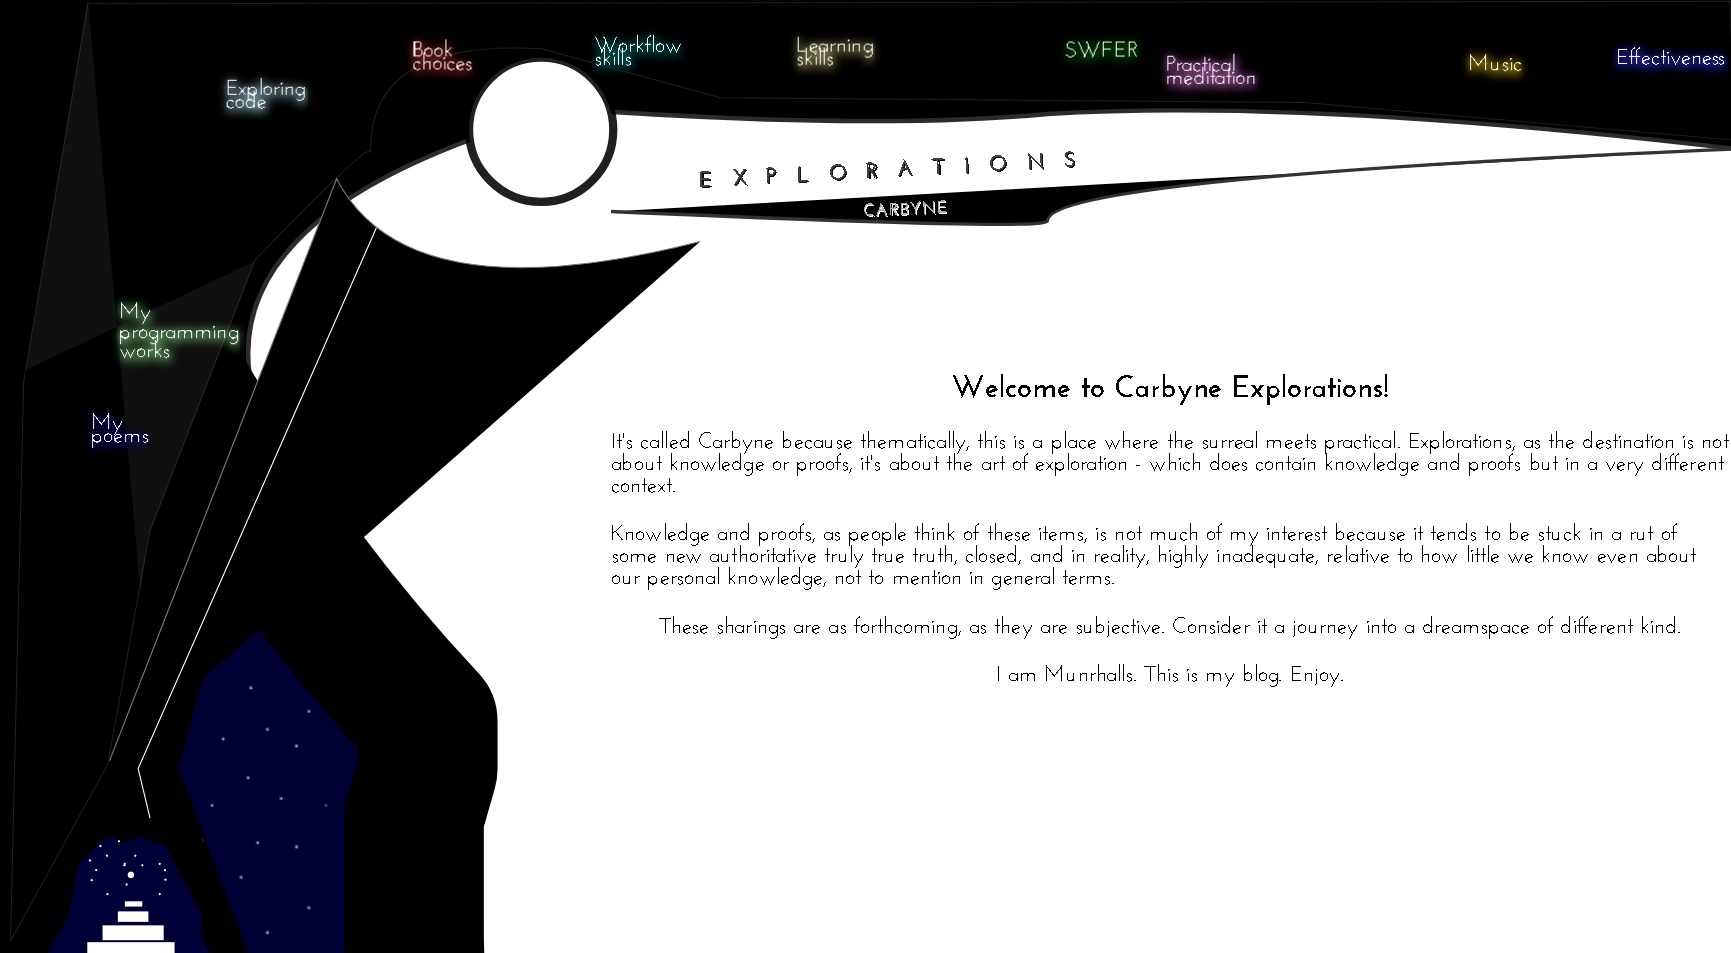 Book
choices
Workflow
skills
Learning
skills
SWFER
Practical
meditation
Music
Effectiveness
Exploring
code
EXPLORATIONS
CARBYNE
My
programming
works
My
poems
Welcome to Carbyne Explorations!
It's called Carbyne because thematically, this is a place where the surreal meets practical. Explorations, as the destination is not
about knowledge or proofs, it's about the art of exploration - which does contain knowledge and proofs but in a very different
context.
Knowledge and proofs, as people think of these items, is not much of my interest because it tends to be stuck in a rut of
some new authoritative truly true truth, closed, and in reality, highly inadequate, relative to how little we know even about
our personal knowledge, not to mention in general terms.
These sharings are as forthcoming, as they are subjective. Consider it a journey into a dreamspace of different kind.
I am Munrhalls. This is my blog. Enjoy.